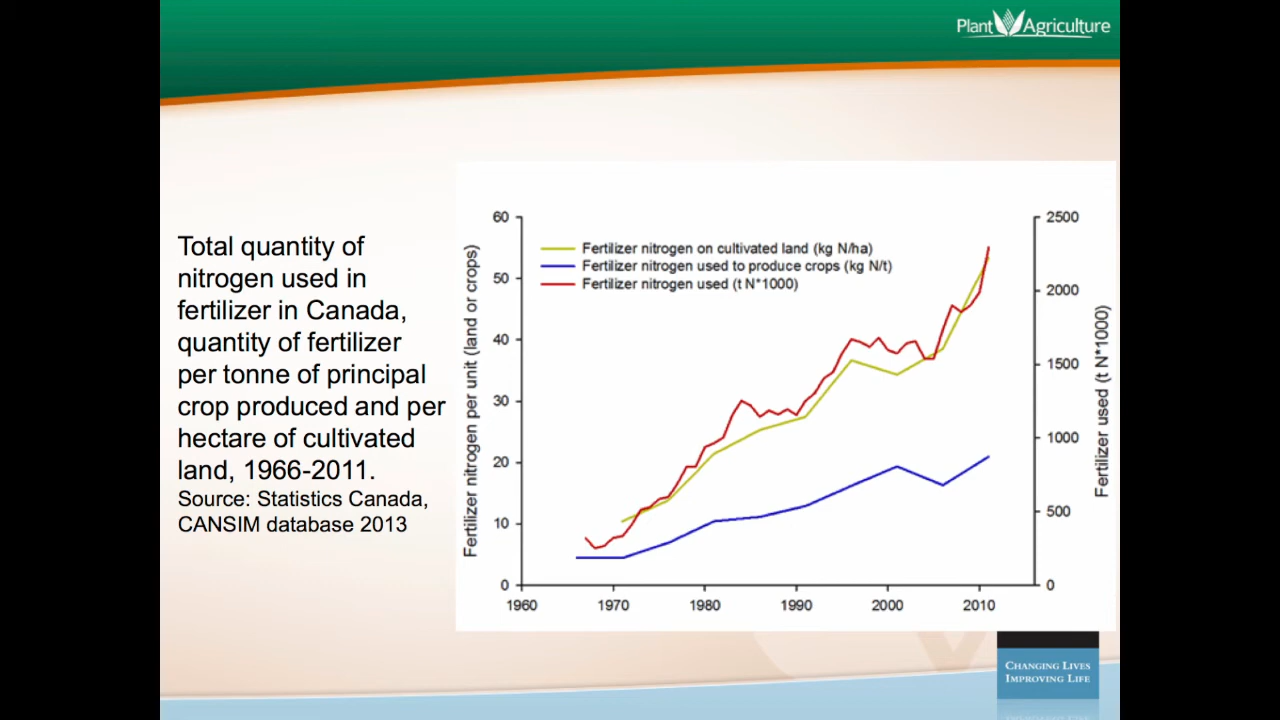 Plant Agriculture
Total quantity of
nitrogen used in
fertilizer in Canada,
quantity of fertilizer
per tonne of principal
crop produced and per
hectare of cultivated
land, 1966-2011.
Source: Statistics Canada,
CANSIM database 2013
Fertilizer nitrogen per unit (land or crops)
60
50
40
30
20
10
0
Fertilizer nitrogen on cultivated land (kg N/ha)
Fertilizer nitrogen used to produce crops (kg N/t)
Fertilizer nitrogen used (t N*1000)
2500
2000
1500
1000
500
0
Fertilizer used (t N*1000)
1960 1970 1980 1990 2000 2010
CHANGING LIVES
IMPROVING LIFE